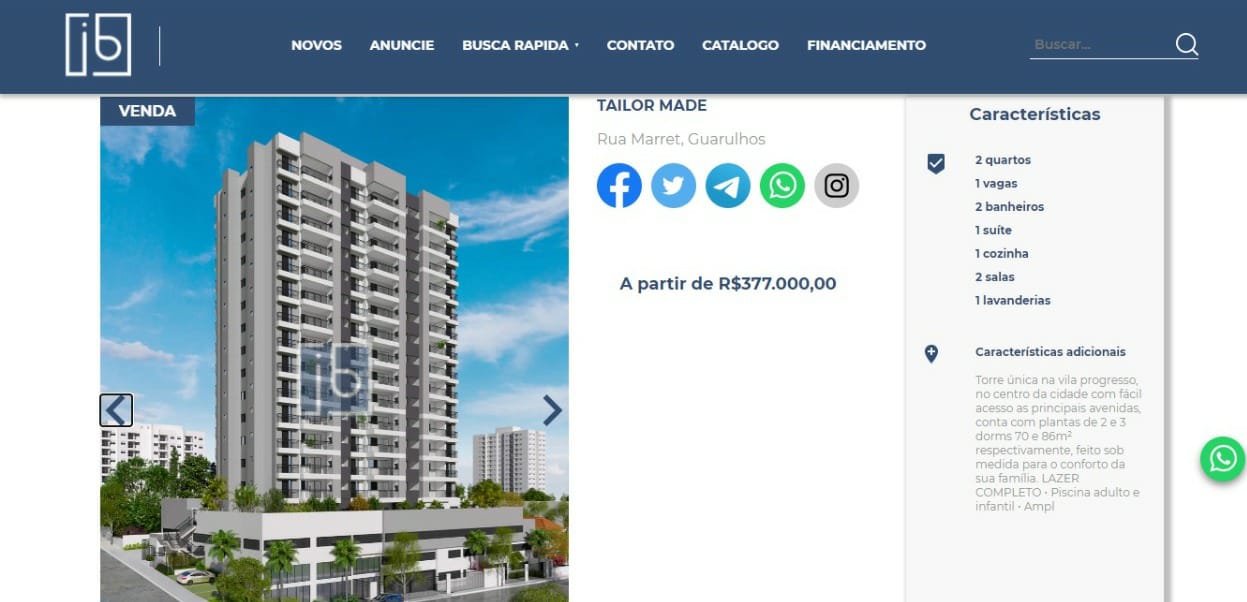 jb
NOVOS ANUNCIE BUSCA RAPIDA CONTATO CATALOGO FINANCIAMENTO
Buscar...
VENDA
jb
TAILOR MADE
Rua Marret, Guarulhos
A partir de R$377.000,00
Características
2 quartos
1 vagas
2 banheiros
1 suíte
1 cozinha
2 salas
1 lavanderias
Características adicionais
Torre única na vila progresso,
no centro da cidade com fácil
acesso as principais avenidas,
conta com plantas de 2 e 3
dorms 70 e 86m²
respectivamente, feito sob
medida para o conforto da
sua família. LAZER
COMPLETO • Piscina adulto e
infantil • Ampl